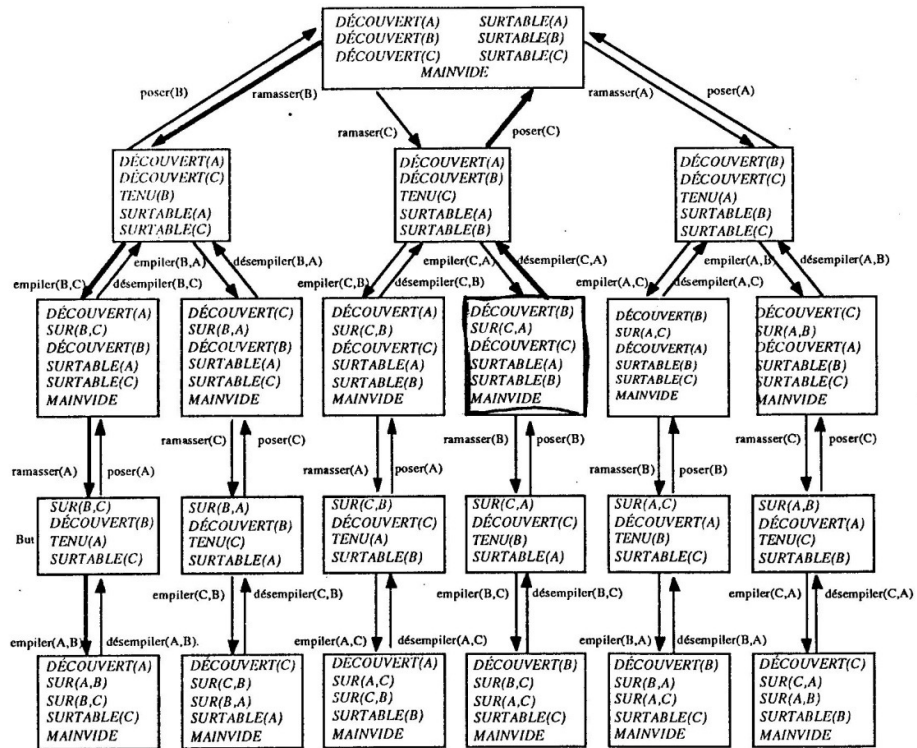 DÉCOUVERT(A) SURTABLE(A)
DÉCOUVERT(B) SURTABLE(B)
DÉCOUVERT(C) SURTABLE(C)
MAINVIDE
poser(B)
ramasser(B)
ramaser(C)
poser(C)
ramasser(A)
poser(A)
DÉCOUVERT(A)
DÉCOUVERT(C)
TENU(B)
SURTABLE(A)
SURTABLE(C)
DÉCOUVERT(A)
DÉCOUVERT(B)
TENU(C)
SURTABLE(A)
SURTABLE(B)
DÉCOUVERT(B)
DÉCOUVERT(C)
TENU(A)
SURTABLE(B)
SURTABLE(C)
empiler(B,A)
désempiler(B,A)
empiler(B,C)
désempiler(B,C)
empiler(C,A)
désempiler(C,A)
empiler(C,B)
désempiler(C,B)
empiler(A,B)
désempiler(A,B)
empiler(A,C)
désempiler(A,C)
DÉCOUVERT(A)
SUR(B,C)
DÉCOUVERT(B)
SURTABLE(A)
SURTABLE(C)
MAINVIDE
DÉCOUVERT(C)
SUR(B,A)
DÉCOUVERT(B)
SURTABLE(A)
SURTABLE(C)
MAINVIDE
DÉCOUVERT(A)
SUR(C,B)
DÉCOUVERT(C)
SURTABLE(A)
SURTABLE(B)
MAINVIDE
DÉCOUVERT(B)
SUR(C,A)
DÉCOUVERT(C)
SURTABLE(A)
SURTABLE(B)
MAINVIDE
DÉCOUVERT(B)
SUR(A,C)
DÉCOUVERT(A)
SURTABLE(B)
SURTABLE(C)
MAINVIDE
DÉCOUVERT(C)
SUR(A,B)
DÉCOUVERT(A)
SURTABLE(B)
SURTABLE(C)
MAINVIDE
ramasser(A)
poser(A)
ramasser(C)
poser(C)
ramasser(A)
poser(A)
ramasser(B)
poser(B)
ramasser(B)
poser(B)
ramasser(C)
poser(C)
But
SUR(B,C)
DÉCOUVERT(B)
TENU(A)
SURTABLE(C)
SUR(B,A)
DÉCOUVERT(B)
TENU(C)
SURTABLE(A)
SUR(C,B)
DÉCOUVERT(C)
TENU(A)
SURTABLE(B)
SUR(C,A)
DÉCOUVERT(C)
TENU(B)
SURTABLE(A)
SUR(A,C)
DÉCOUVERT(A)
TENU(B)
SURTABLE(C)
SUR(A,B)
DÉCOUVERT(A)
TENU(C)
SURTABLE(B)
empiler(A,B)
désempiler(A,B).
empiler(C,B)
désempiler(C,B)
empiler(A,C)
désempiler(A,C)
empiler(B,C)
désempiler(B,C)
empiler(B,A)
désempiler(B,A)
empiler(C,A)
désempiler(C,A)
DÉCOUVERT(A)
SUR(A,B)
SUR(B,C)
SURTABLE(C)
MAINVIDE
DÉCOUVERT(C)
SUR(C,B)
SUR(B,A)
SURTABLE(A)
MAINVIDE
DÉCOUVERT(A)
SUR(A,C)
SUR(C,B)
SURTABLE(B)
MAINVIDE
DÉCOUVERT(B)
SUR(B,C)
SUR(A,C)
SURTABLE(C)
MAINVIDE
DÉCOUVERT(B)
SUR(B,A)
SUR(A,C)
SURTABLE(C)
MAINVIDE
DÉCOUVERT(C)
SUR(C,A)
SUR(A,B)
SURTABLE(B)
MAINVIDE